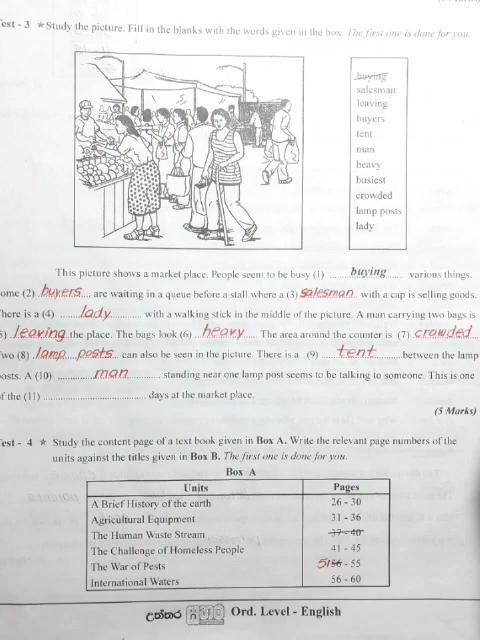 Test - 3 ★ Study the picture. Fill in the blanks with the words given in the box. The first one is done for you.
buying
salesman
leaving
buyers
tent
man
heavy
busiest
crowded
lamp posts
lady
This picture shows a market place. People seem to be busy (1) ........buying........ various things.
ome (2) .buyers.... are waiting in a queue before a stall where a (3) salesman with a cap is selling goods.
here is a (4) ........lady........... with a walking stick in the middle of the picture. A man carrying two bags is
5) leaving the place. The bags look (6) ..heavy.... The area around the counter is (7) crowded
wo (8) .lamp posts.. can also be seen in the picture. There is a (9) .....tent........between the lamp
osts. A (10) ............man............ standing near one lamp post seems to be talking to someone. This is one
f the (11) ..................................... days at the market place.
(5 Marks)
Test - 4 ★ Study the content page of a text book given in Box A. Write the relevant page numbers of the
units against the titles given in Box B. The first one is done for you.
Box A
Units Pages
A Brief History of the earth 26 - 30
Agricultural Equipment 31 - 36
The Human Waste Stream 37 - 40
The Challenge of Homeless People 41 - 45
The War of Pests 5156 - 55
International Waters 56 - 60
උත්තර Ord. Level - English